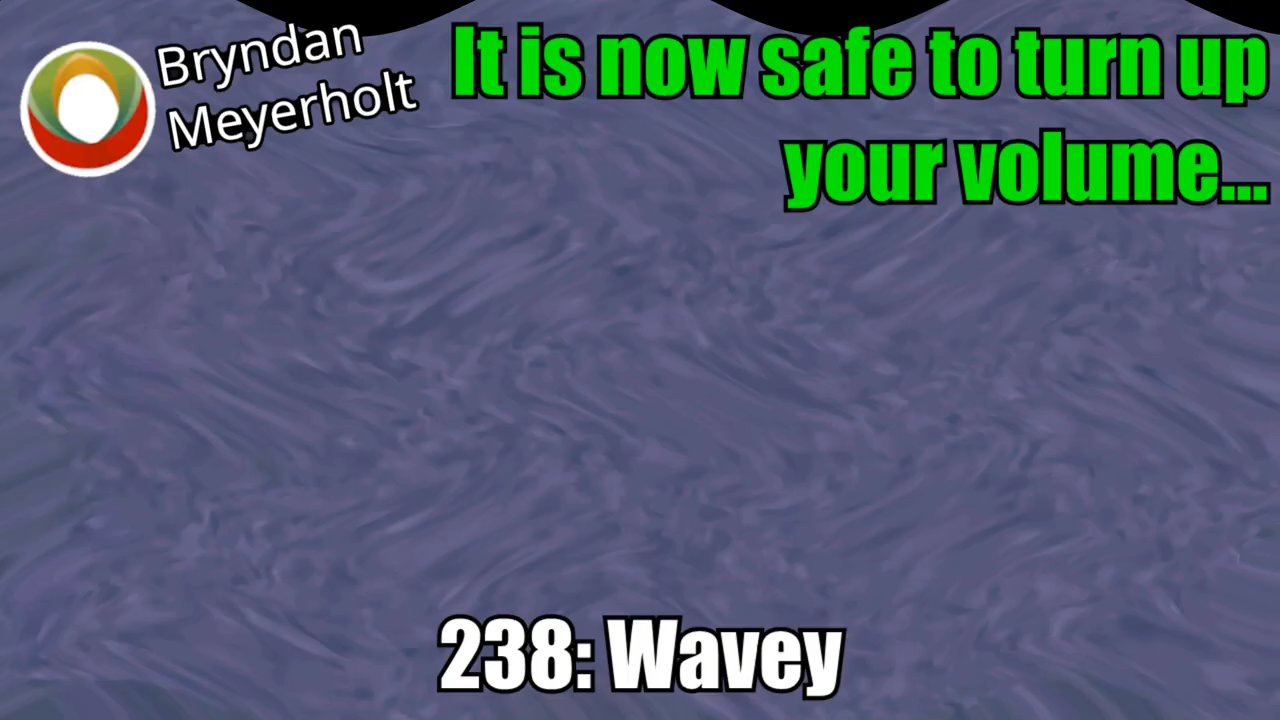 Bryndan
Meyerholt
It is now safe to turn up
your volume...
238: Wavey